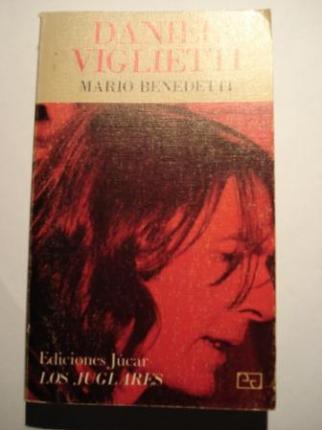 DANIEL
VIGLIETTI
MARIO BENEDETTI
Ediciones Júcar
LOS JUGLARES